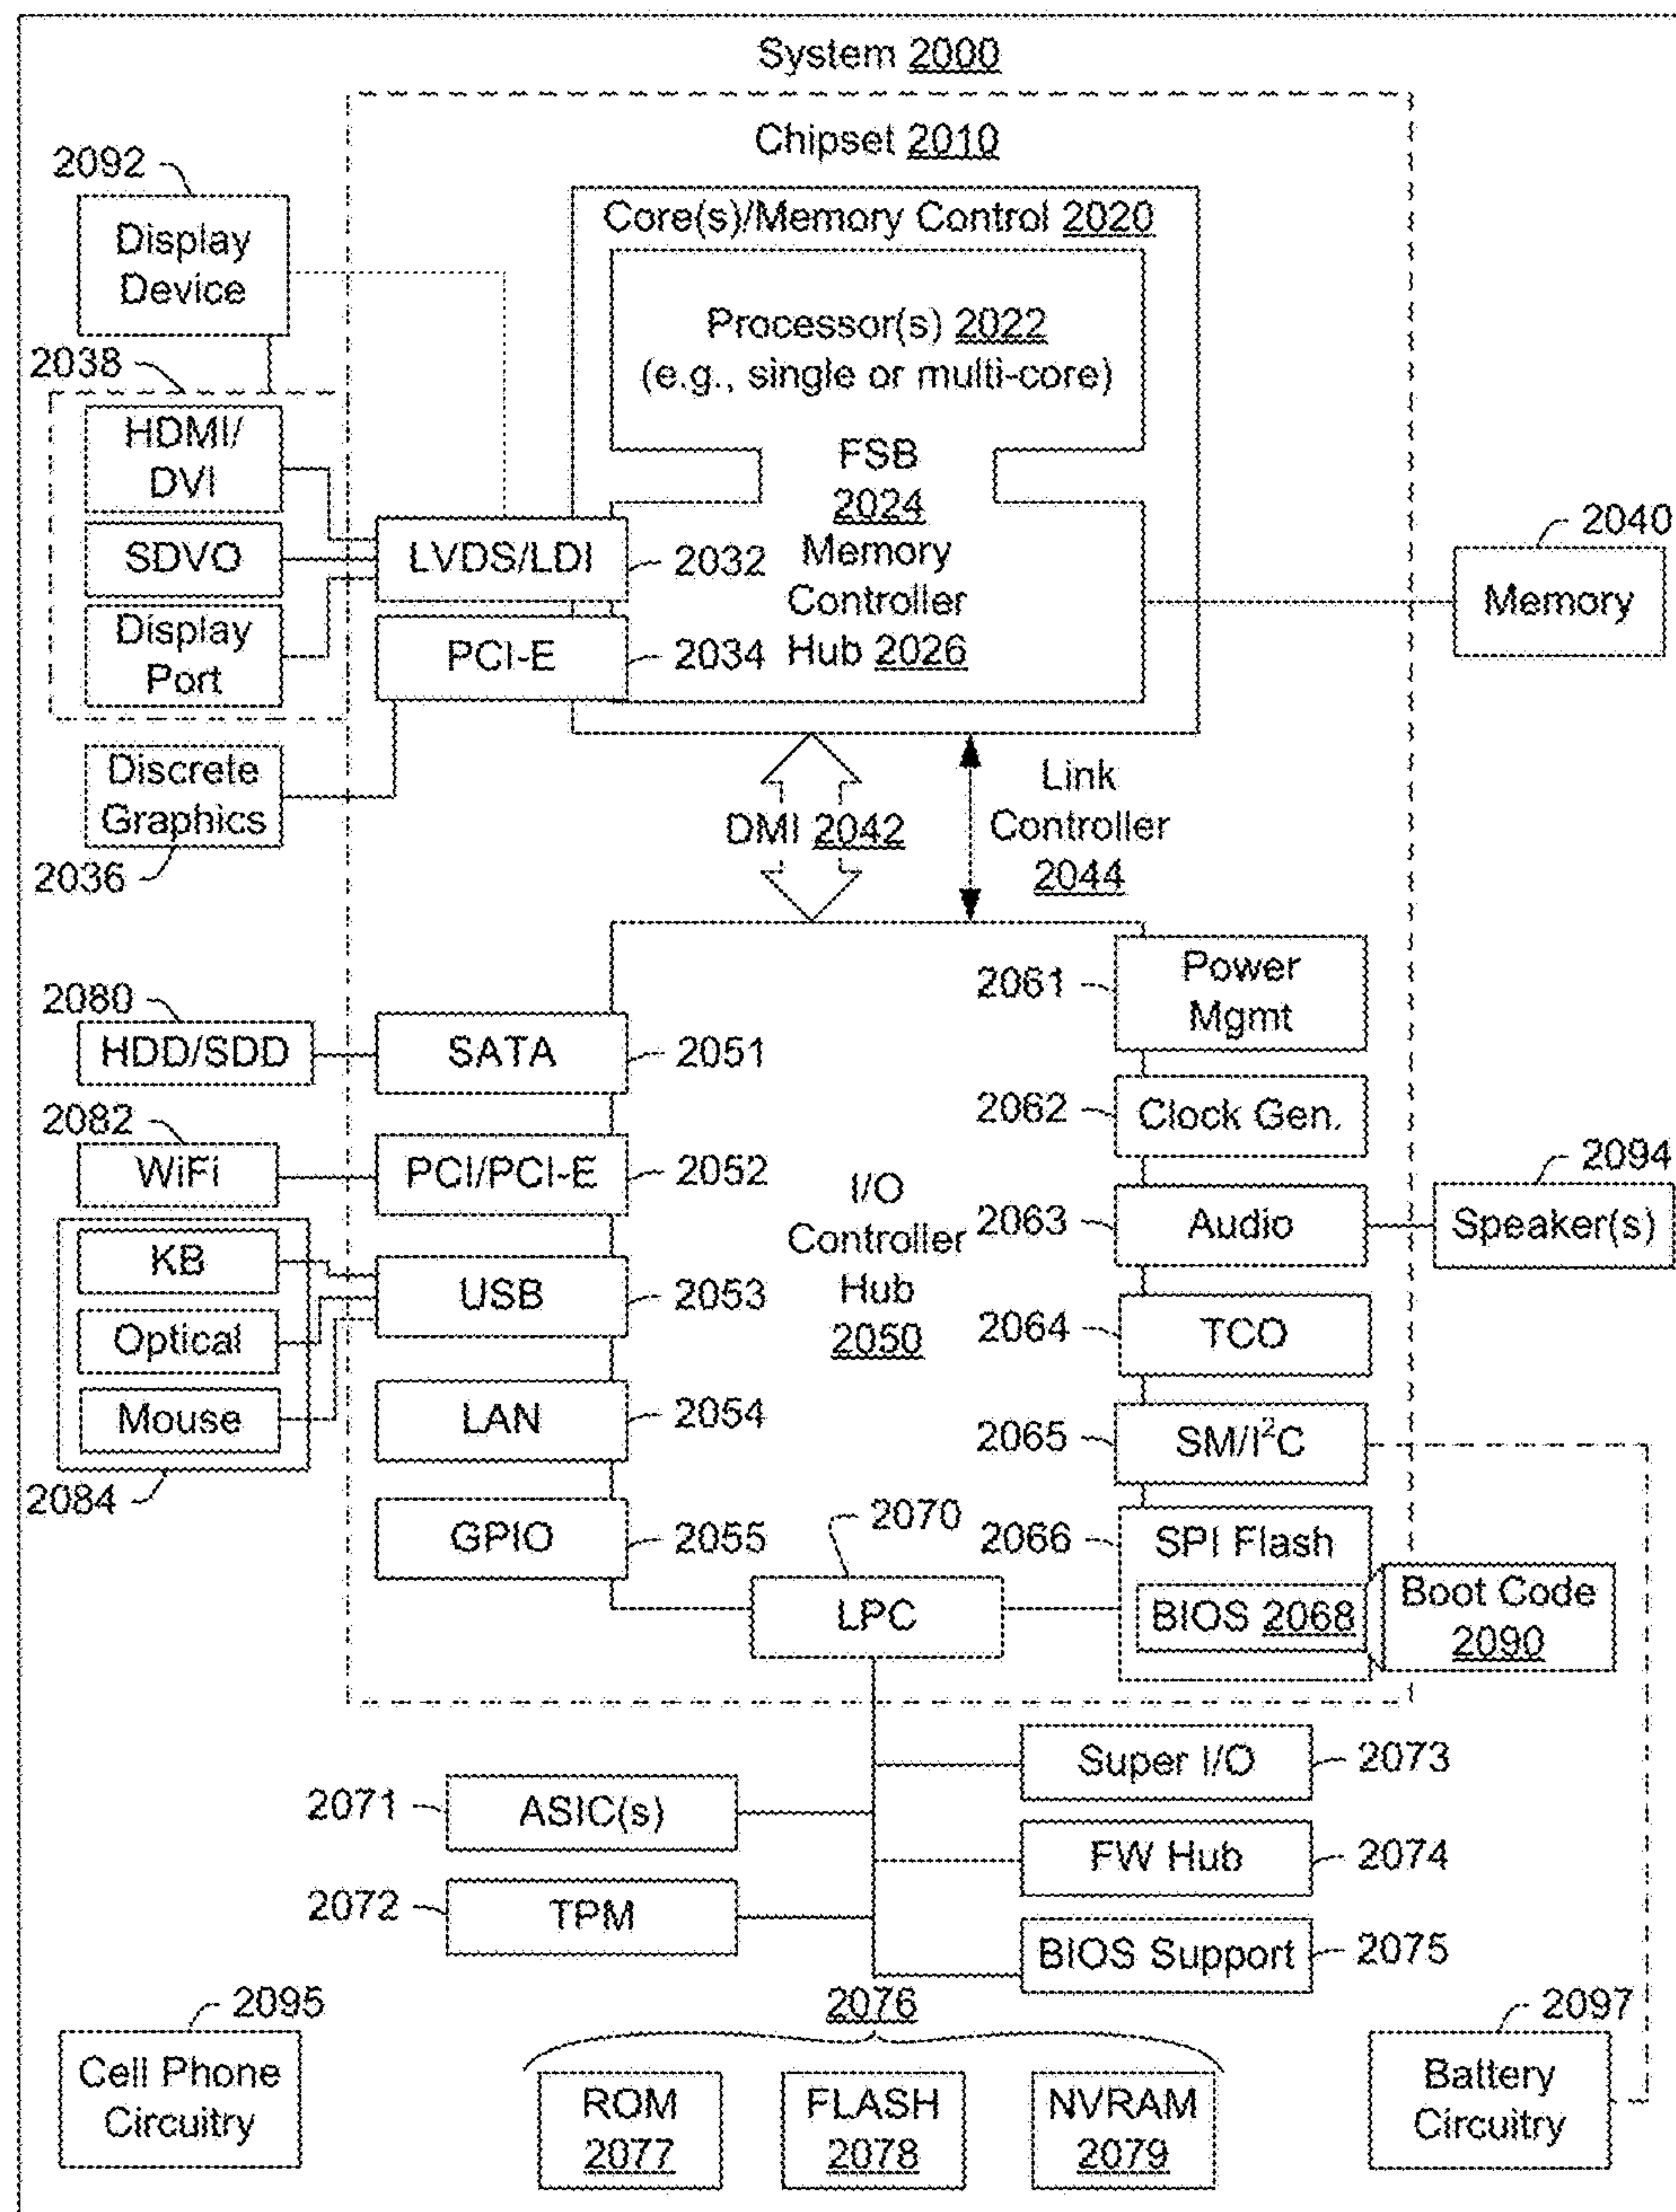 System 2000
Chipset 2010
2092
Display
Device
Core(s)/Memory Control 2020
Processor(s) 2022
(e.g., single or multi-core)
2038
HDMI/
DVI
SDVO
Display
Port
FSB
2024
Memory
Controller
Hub 2026
LVDS/LDI
2032
PCI-E
2034
2040
Memory
Discrete
Graphics
2036
DMI 2042
Link
Controller
2044
2080
HDD/SDD
SATA
2051
2082
WiFi
PCI/PCI-E
2052
KB
Optical
Mouse
2084
USB
2053
LAN
2054
GPIO
2055
I/O
Controller
Hub
2050
2061
Power
Mgmt
2062
Clock Gen.
2063
Audio
2094
Speaker(s)
2064
TCO
2065
SM/I²C
2066
SPI Flash
BIOS 2068
Boot Code
2090
2070
LPC
2071
ASIC(s)
2072
TPM
Super I/O
2073
FW Hub
2074
BIOS Support
2075
2076
ROM
2077
FLASH
2078
NVRAM
2079
2095
Cell Phone
Circuitry
2097
Battery
Circuitry